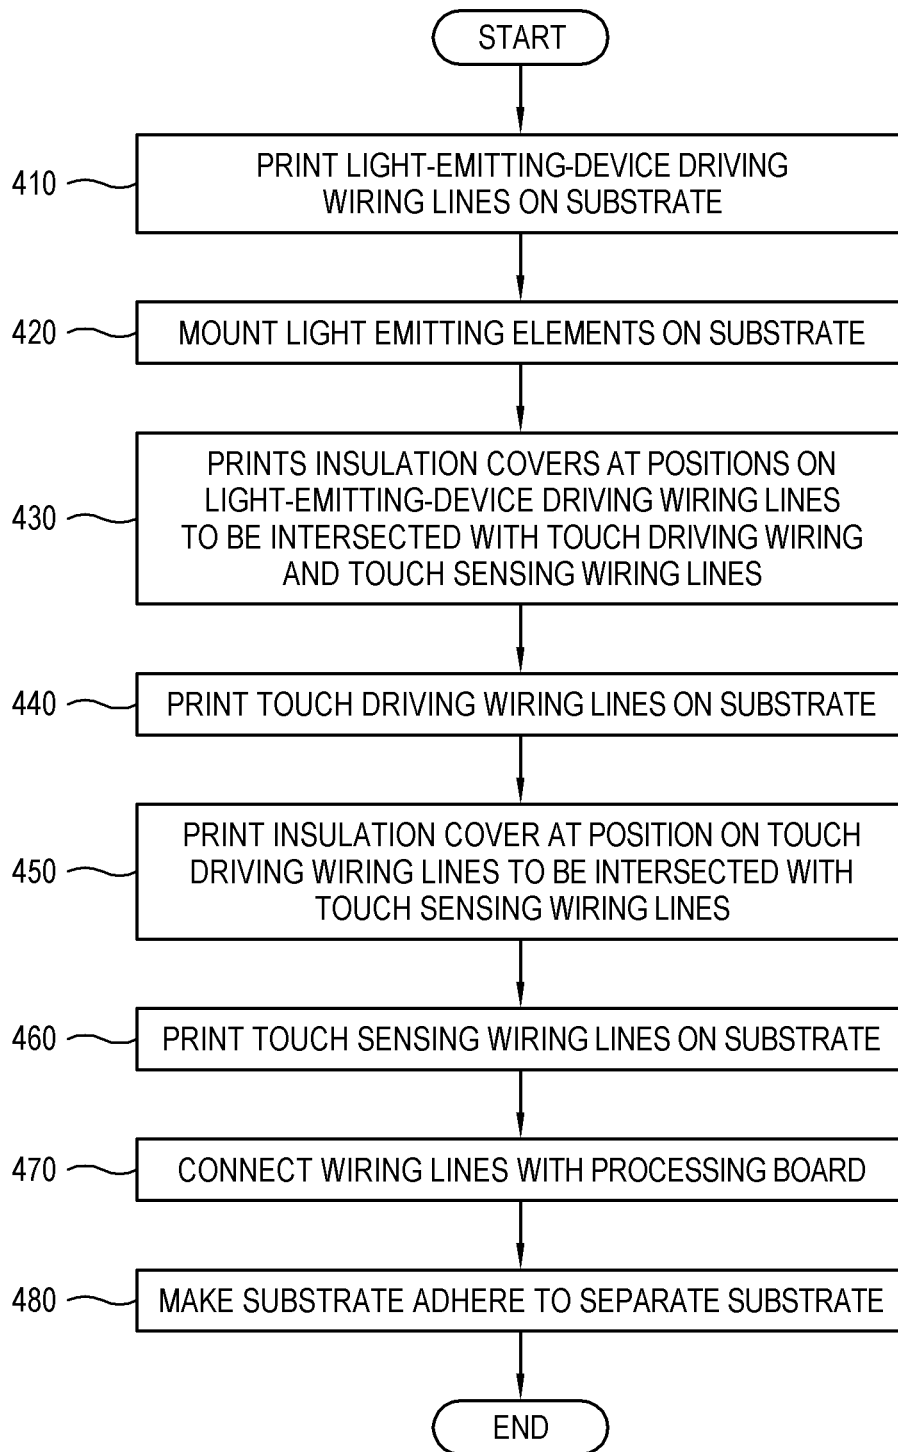 START
410
PRINT LIGHT-EMITTING-DEVICE DRIVING
WIRING LINES ON SUBSTRATE
420
MOUNT LIGHT EMITTING ELEMENTS ON SUBSTRATE
430
PRINTS INSULATION COVERS AT POSITIONS ON
LIGHT-EMITTING-DEVICE DRIVING WIRING LINES
TO BE INTERSECTED WITH TOUCH DRIVING WIRING
AND TOUCH SENSING WIRING LINES
440
PRINT TOUCH DRIVING WIRING LINES ON SUBSTRATE
450
PRINT INSULATION COVER AT POSITION ON TOUCH
DRIVING WIRING LINES TO BE INTERSECTED WITH
TOUCH SENSING WIRING LINES
460
PRINT TOUCH SENSING WIRING LINES ON SUBSTRATE
470
CONNECT WIRING LINES WITH PROCESSING BOARD
480
MAKE SUBSTRATE ADHERE TO SEPARATE SUBSTRATE
END